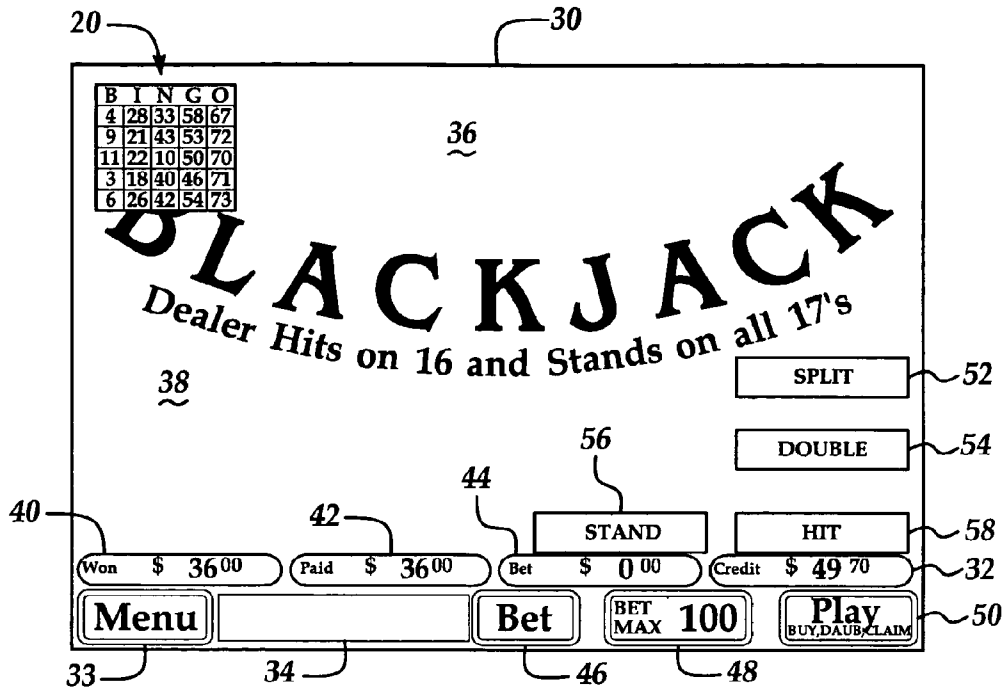 20
30
B I N G O
4 28 33 58 67
9 21 43 53 72
11 22 10 50 70
3 18 40 46 71
6 26 42 54 73
36
BLACKJACK
Dealer Hits on 16 and Stands on all 17's
38
SPLIT 52
DOUBLE 54
56
44
42
40
STAND HIT 58
Won $ 36 00 Paid $ 36 00 Bet $ 0 00 Credit $ 49 70 32
Menu Bet BET MAX 100 Play 50
BUY,DAUB,CLAIM
33 34 46 48